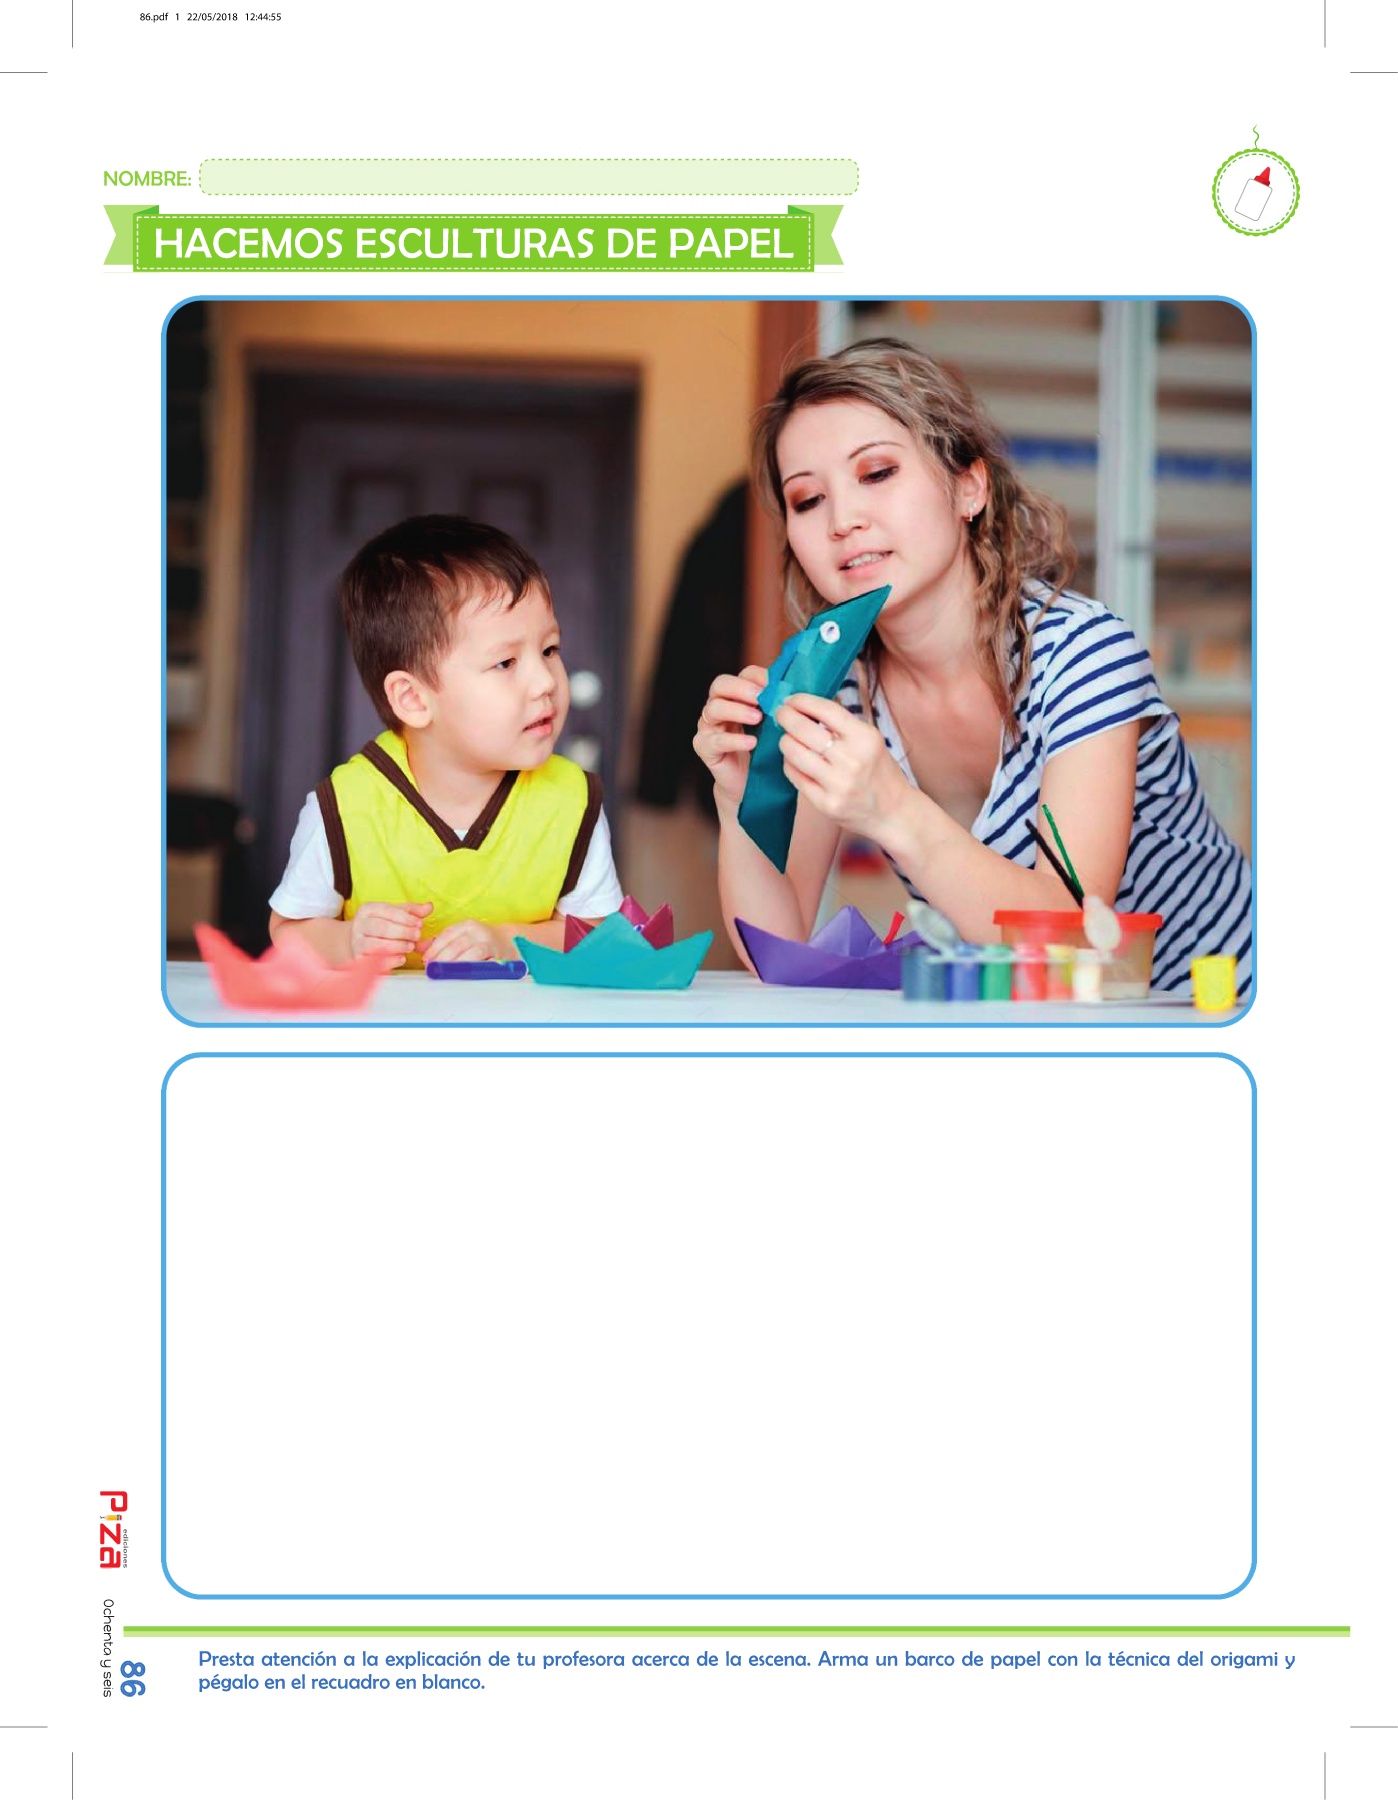 86.pdf 1 22/05/2018 12:44:55
NOMBRE:
HACEMOS ESCULTURAS DE PAPEL
Piza
ediciones
Ochenta y seis
86
Presta atención a la explicación de tu profesora acerca de la escena. Arma un barco de papel con la técnica del origami y
pégalo en el recuadro en blanco.